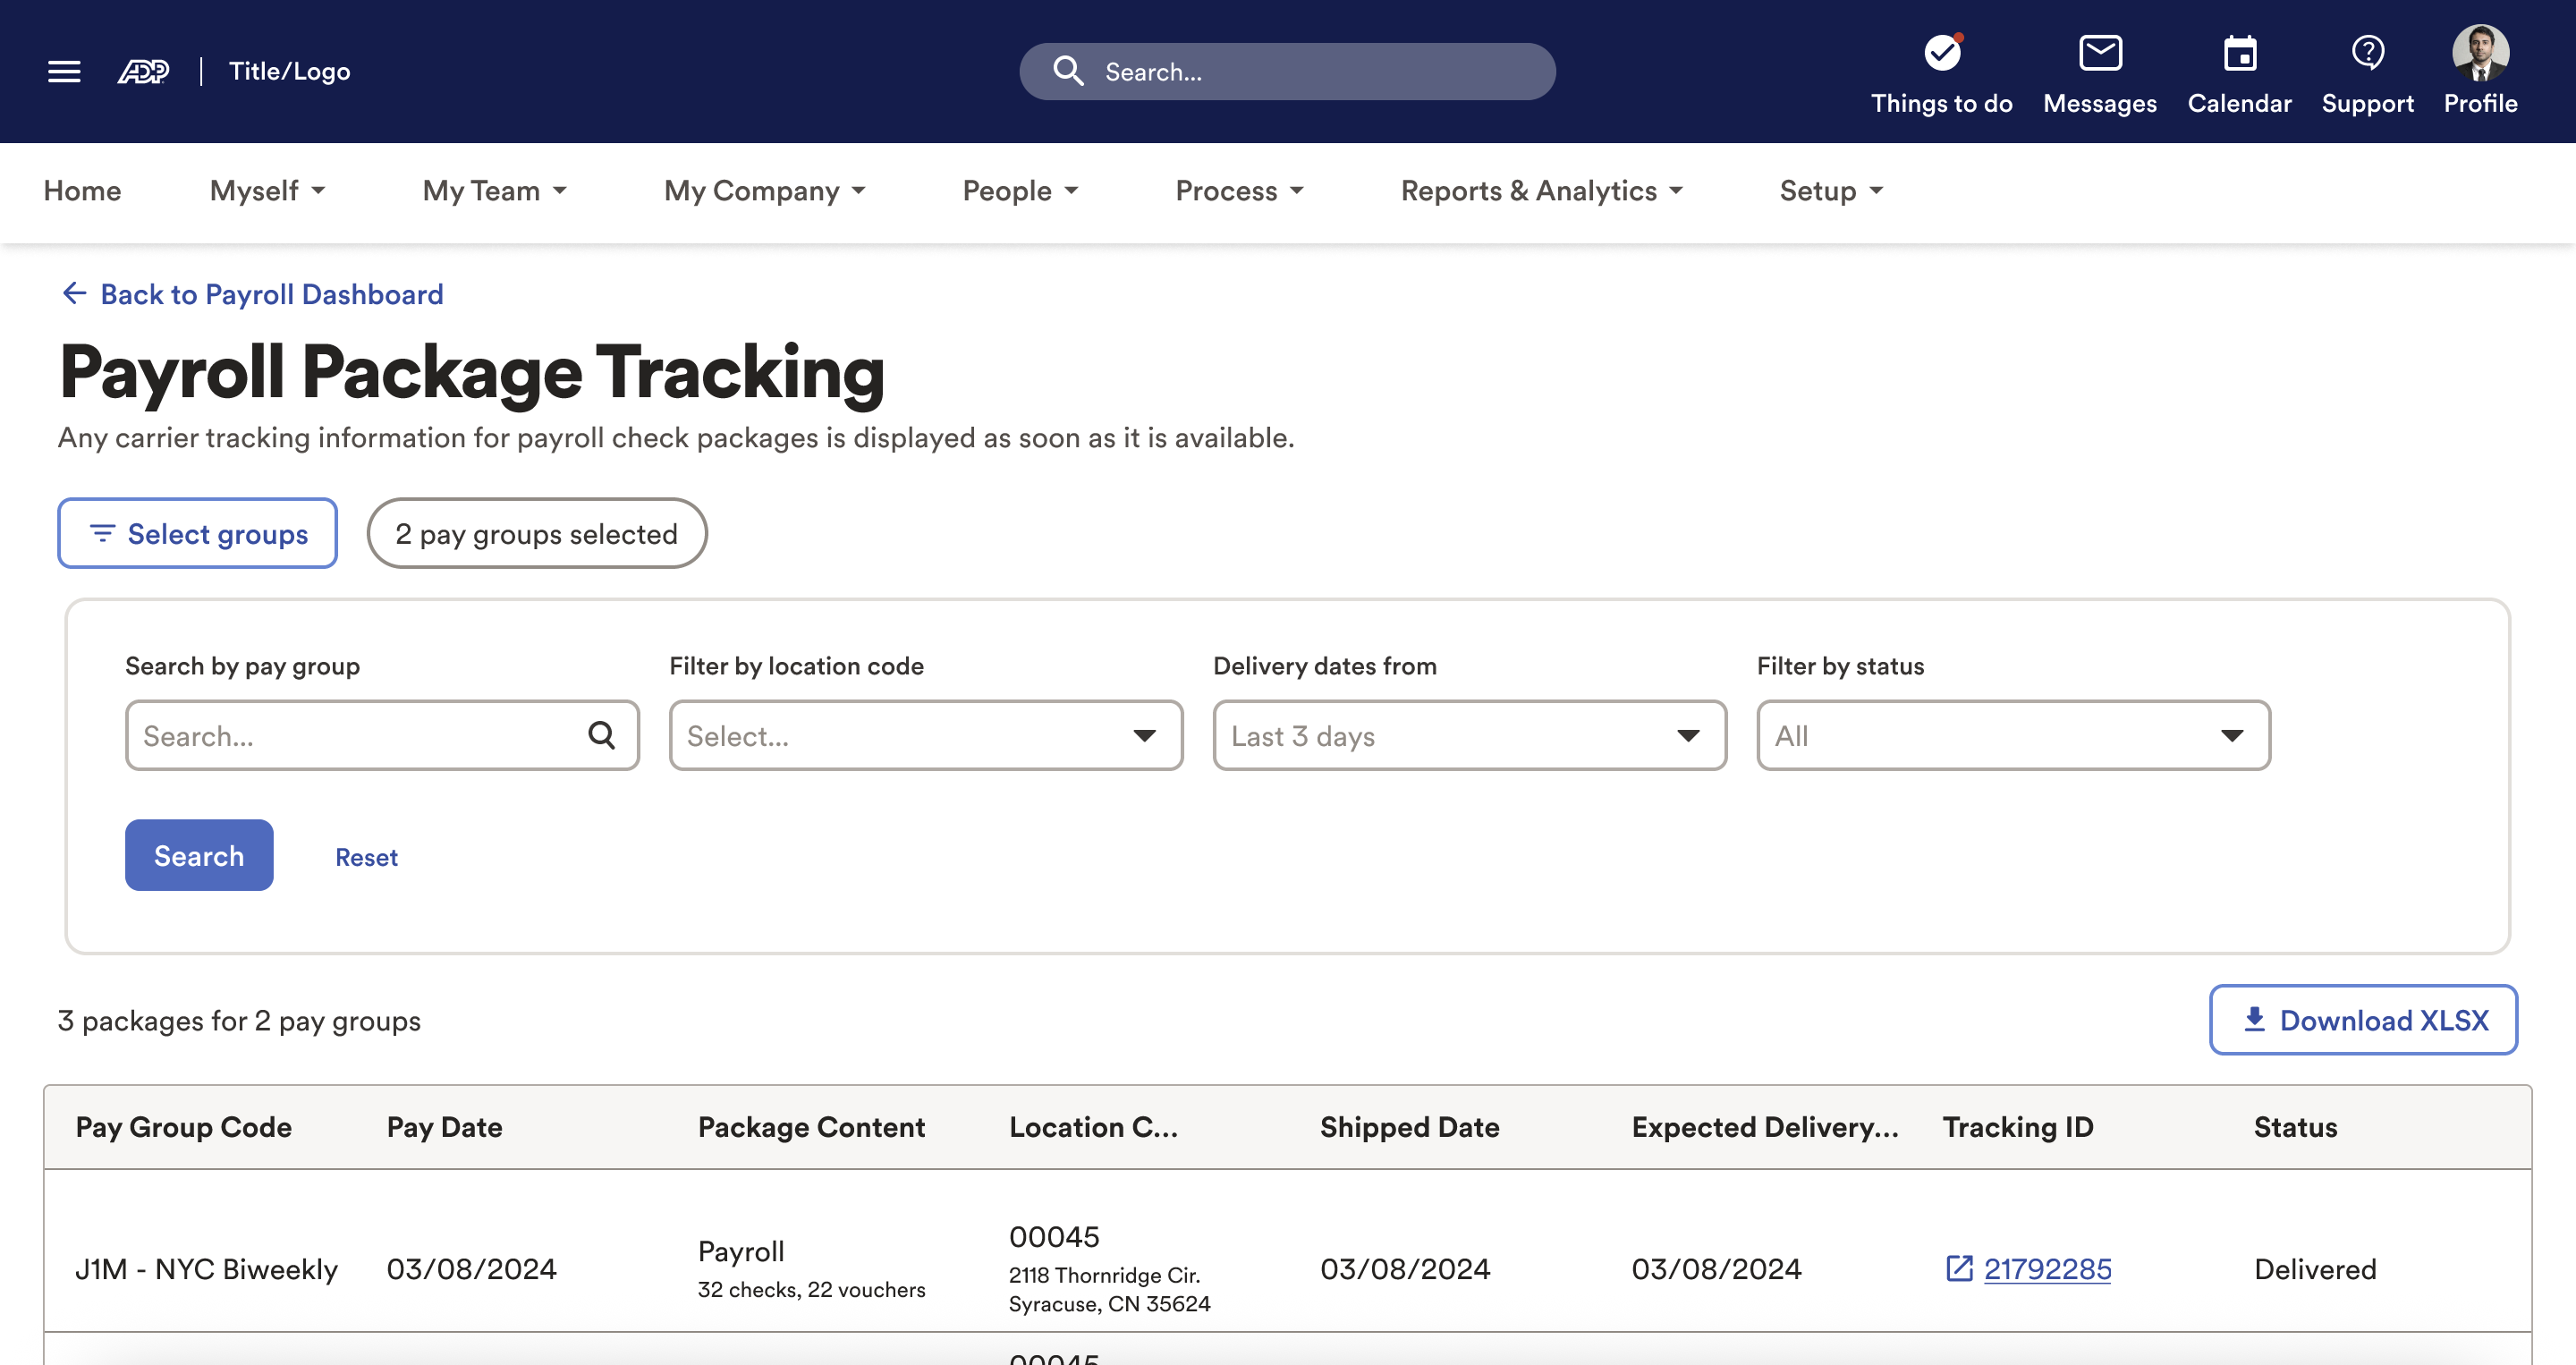 ADP
Title/Logo
Search...
Things to do
Messages
Calendar
Support
Profile
Home
Myself
My Team
My Company
People
Process
Reports & Analytics
Setup
Back to Payroll Dashboard
Payroll Package Tracking
Any carrier tracking information for payroll check packages is displayed as soon as it is available.
Select groups
2 pay groups selected
Search by pay group
Filter by location code
Delivery dates from
Filter by status
Search...
Select...
Last 3 days
All
Search
Reset
3 packages for 2 pay groups
Download XLSX
Pay Group Code
Pay Date
Package Content
Location C...
Shipped Date
Expected Delivery...
Tracking ID
Status
J1M - NYC Biweekly
03/08/2024
Payroll
32 checks, 22 vouchers
00045
2118 Thornridge Cir.
Syracuse, CN 35624
03/08/2024
03/08/2024
21792285
Delivered